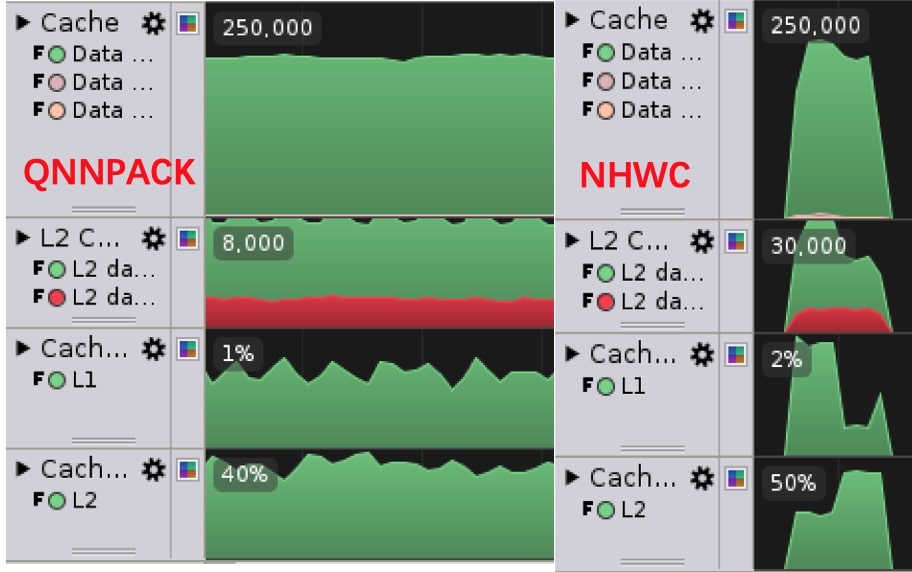 Cache
250,000
F Data ...
F Data ...
F Data ...
QNNPACK
L2 C...
8,000
F L2 da...
F L2 da...
Cach...
1%
F L1
Cach...
40%
F L2
Cache
250,000
F Data ...
F Data ...
F Data ...
NHWC
L2 C...
30,000
F L2 da...
F L2 da...
Cach...
2%
F L1
Cach...
50%
F L2